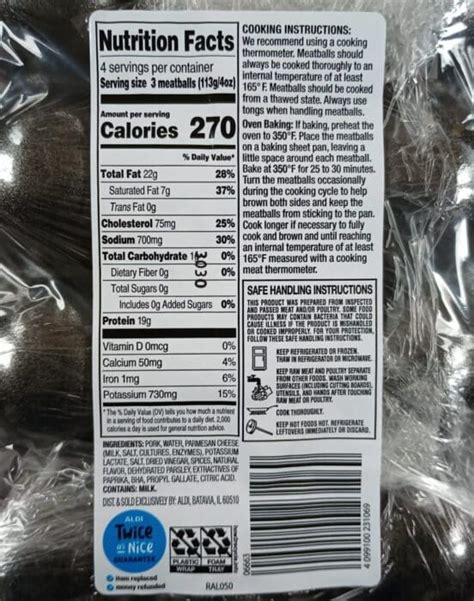 Nutrition Facts
4 servings per container
Serving size 3 meatballs (113g/4oz)
Amount per serving
Calories 270
% Daily Value*
Total Fat 22g 28%
Saturated Fat 7g 37%
Trans Fat 0g
Cholesterol 75mg 25%
Sodium 700mg 30%
Total Carbohydrate 0%
Dietary Fiber 0g 0%
Total Sugars 0g
Includes 0g Added Sugars 0%
Protein 19g
Vitamin D 0mcg 0%
Calcium 50mg 4%
Iron 1mg 6%
Potassium 730mg 15%
*The % Daily Value (DV) tells you how much a nutrient
in a serving of food contributes to a daily diet. 2,000
calories a day is used for general nutrition advice.
INGREDIENTS: PORK, WATER, PARMESAN CHEESE
(MILK, SALT, CULTURES, ENZYMES), POTASSIUM
LACTATE, SALT, DRIED VINEGAR, SPICES, NATURAL
FLAVOR, DEHYDRATED PARSLEY, EXTRACTIVES OF
PAPRIKA, BHA, PROPYL GALLATE, CITRIC ACID.
CONTAINS: MILK.
DIST. & SOLD EXCLUSIVELY BY: ALDI, BATAVIA, IL 60510
ALDI
Twice
as Nice
GUARANTEE
item replaced
money refunded
PLASTIC WRAP
FOAM TRAY
RAL050
COOKING INSTRUCTIONS:
We recommend using a cooking
thermometer. Meatballs should
always be cooked thoroughly to an
internal temperature of at least
165° F. Meatballs should be cooked
from a thawed state. Always use
tongs when handling meatballs.
Oven Baking: If baking, preheat the
oven to 350°F. Place the meatballs
on a baking sheet pan, leaving a
little space around each meatball.
Bake at 350°F for 25 to 30 minutes.
Turn the meatballs occasionally
during the cooking cycle to help
brown both sides and keep the
meatballs from sticking to the pan.
Cook longer if necessary to fully
cook and brown and until reaching
an internal temperature of at least
165°F measured with a cooking
meat thermometer.
SAFE HANDLING INSTRUCTIONS
THIS PRODUCT WAS PREPARED FROM INSPECTED
AND PASSED MEAT AND/OR POULTRY. SOME FOOD
PRODUCTS MAY CONTAIN BACTERIA THAT COULD
CAUSE ILLNESS IF THE PRODUCT IS MISHANDLED
OR COOKED IMPROPERLY. FOR YOUR PROTECTION,
FOLLOW THESE SAFE HANDLING INSTRUCTIONS.
KEEP REFRIGERATED OR FROZEN.
THAW IN REFRIGERATOR OR MICROWAVE.
KEEP RAW MEAT AND POULTRY SEPARATE
FROM OTHER FOODS. WASH WORKING
SURFACES (INCLUDING CUTTING BOARDS),
UTENSILS, AND HANDS AFTER TOUCHING
RAW MEAT OR POULTRY.
COOK THOROUGHLY.
KEEP HOT FOODS HOT. REFRIGERATE
LEFTOVERS IMMEDIATELY OR DISCARD.
06663
4 099100 231069